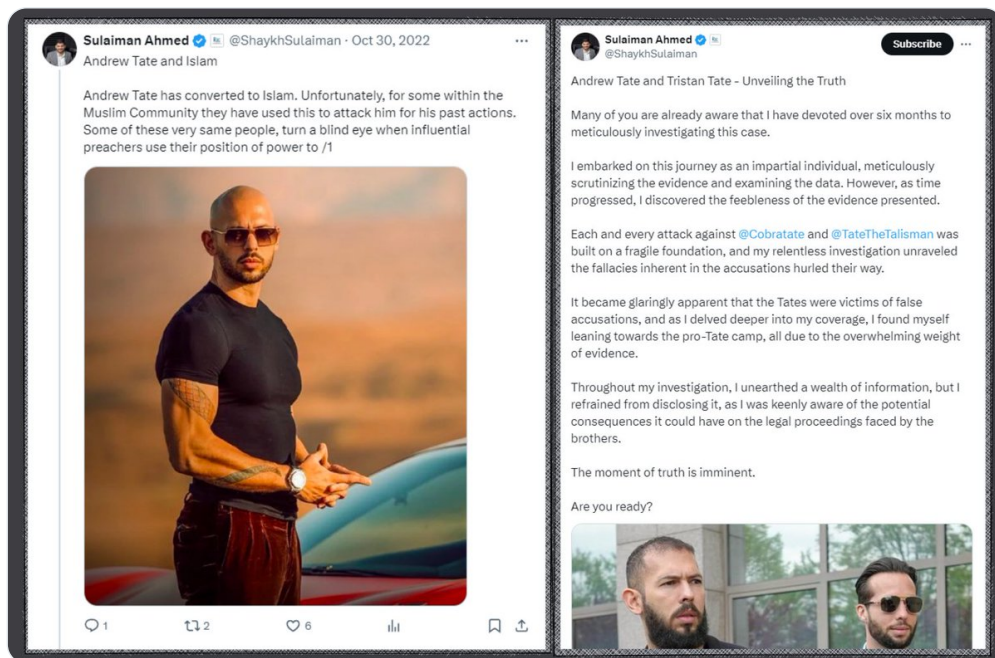 Sulaiman Ahmed @ShaykhSulaiman · Oct 30, 2022
Andrew Tate and Islam
Andrew Tate has converted to Islam. Unfortunately, for some within the
Muslim Community they have used this to attack him for his past actions.
Some of these very same people, turn a blind eye when influential
preachers use their position of power to /1
1
2
6
Sulaiman Ahmed
@ShaykhSulaiman
Subscribe
Andrew Tate and Tristan Tate - Unveiling the Truth
Many of you are already aware that I have devoted over six months to
meticulously investigating this case.
I embarked on this journey as an impartial individual, meticulously
scrutinizing the evidence and examining the data. However, as time
progressed, I discovered the feebleness of the evidence presented.
Each and every attack against @Cobratate and @TateTheTalisman was
built on a fragile foundation, and my relentless investigation unraveled
the fallacies inherent in the accusations hurled their way.
It became glaringly apparent that the Tates were victims of false
accusations, and as I delved deeper into my coverage, I found myself
leaning towards the pro-Tate camp, all due to the overwhelming weight
of evidence.
Throughout my investigation, I unearthed a wealth of information, but I
refrained from disclosing it, as I was keenly aware of the potential
consequences it could have on the legal proceedings faced by the
brothers.
The moment of truth is imminent.
Are you ready?